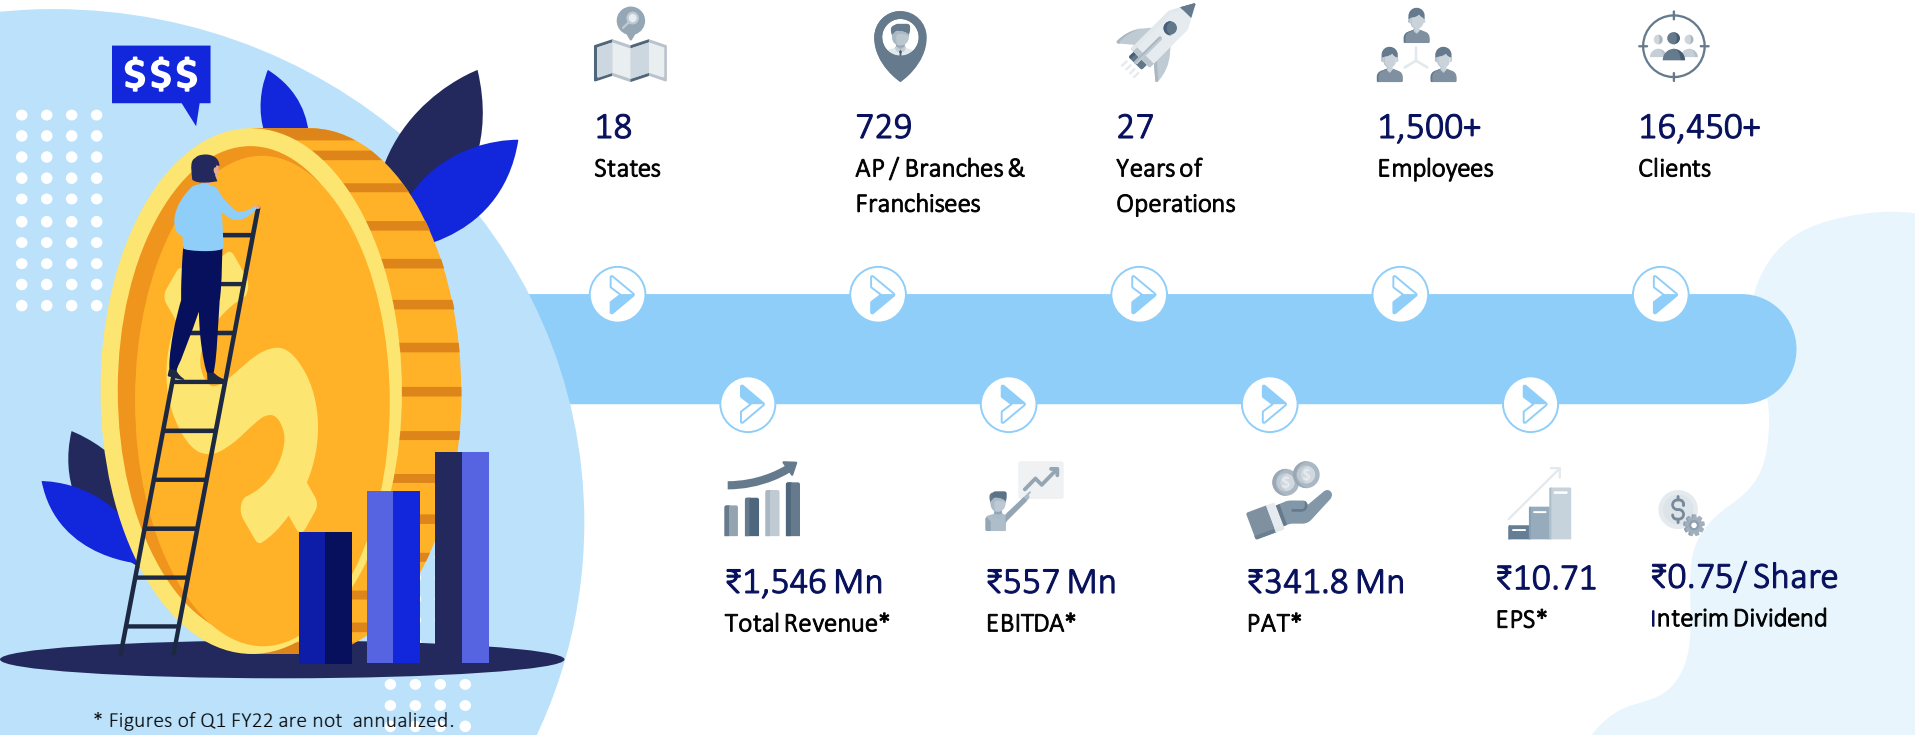 $$$
18
States
729
AP / Branches &
Franchisees
27
Years of
Operations
1,500+
Employees
16,450+
Clients
₹1,546 Mn
Total Revenue*
₹557 Mn
EBITDA*
₹341.8 Mn
PAT*
₹10.71
EPS*
₹0.75/ Share
Interim Dividend
* Figures of Q1 FY22 are not annualized.